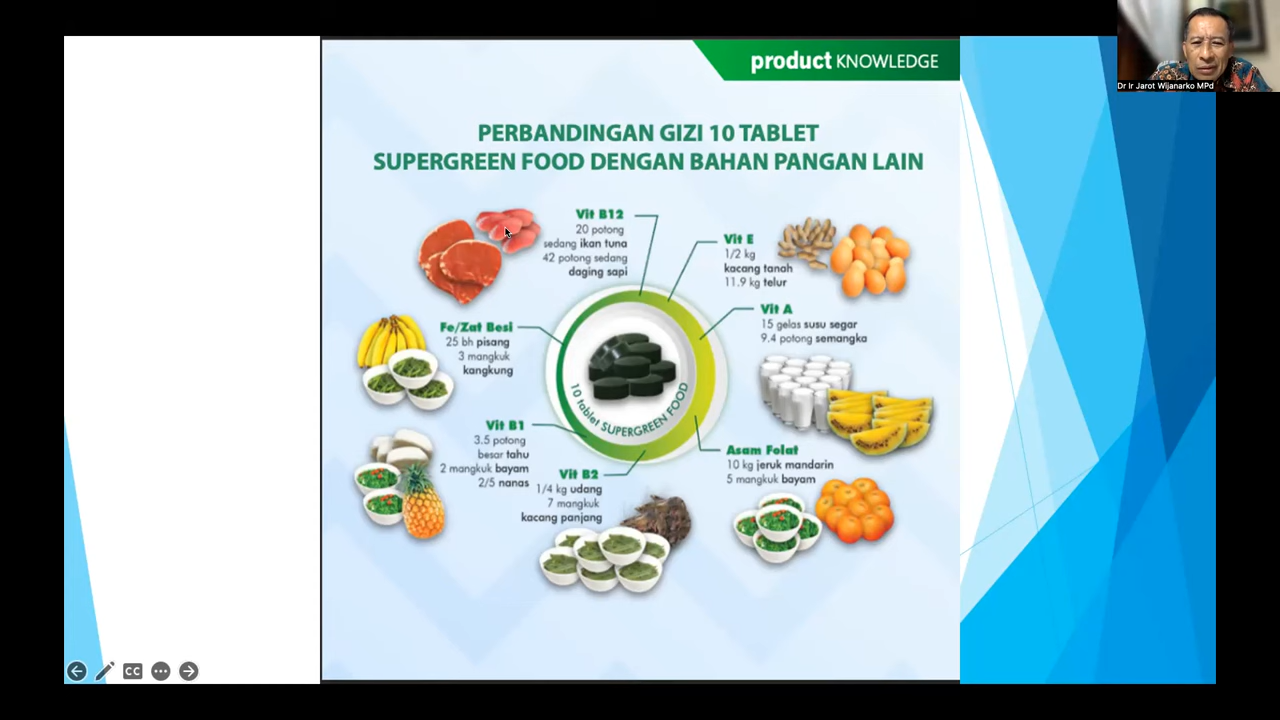 product KNOWLEDGE
Dr Ir Jarot Wijanarko MPd
PERBANDINGAN GIZI 10 TABLET
SUPERGREEN FOOD DENGAN BAHAN PANGAN LAIN
Vit B12
20 potong
sedang ikan tuna
42 potong sedang
daging sapi
Vit E
1/2 kg
kacang tanah
11.9 kg telur
Vit A
15 gelas susu segar
9.4 potong semangka
Fe/Zat Besi
25 bh pisang
3 mangkuk
kangkung
10 tablet SUPERGREEN FOOD
Vit B1
3.5 potong
besar tahu
2 mangkuk bayam
2/5 nanas
Vit B2
1/4 kg udang
7 mangkuk
kacang panjang
Asam Folat
10 kg jeruk mandarin
5 mangkuk bayam
CC